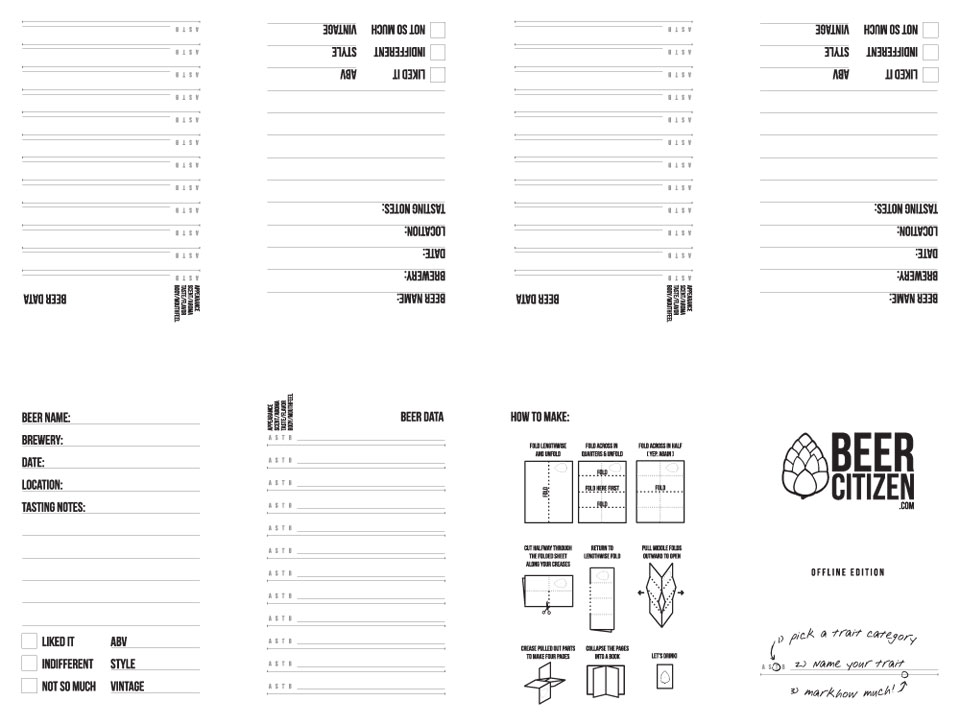 BEER DATA
APPEARANCE
SCENT/AROMA
TASTE/FLAVOR
BODY/MOUTHFEEL
A S T B
A S T B
A S T B
A S T B
A S T B
A S T B
A S T B
A S T B
A S T B
A S T B
A S T B
A S T B
BEER NAME:
BREWERY:
DATE:
LOCATION:
TASTING NOTES:
LIKED IT ABV
INDIFFERENT STYLE
NOT SO MUCH VINTAGE
BEER DATA
APPEARANCE
SCENT/AROMA
TASTE/FLAVOR
BODY/MOUTHFEEL
A S T B
A S T B
A S T B
A S T B
A S T B
A S T B
A S T B
A S T B
A S T B
A S T B
A S T B
A S T B
BEER NAME:
BREWERY:
DATE:
LOCATION:
TASTING NOTES:
LIKED IT ABV
INDIFFERENT STYLE
NOT SO MUCH VINTAGE
BEER NAME:
BREWERY:
DATE:
LOCATION:
TASTING NOTES:
LIKED IT ABV
INDIFFERENT STYLE
NOT SO MUCH VINTAGE
APPEARANCE
SCENT/AROMA
TASTE/FLAVOR
BODY/MOUTHFEEL
BEER DATA
A S T B
A S T B
A S T B
A S T B
A S T B
A S T B
A S T B
A S T B
A S T B
A S T B
A S T B
A S T B
HOW TO MAKE:
FOLD LENGTHWISE
AND UNFOLD
FOLD
FOLD ACROSS IN
QUARTERS & UNFOLD
FOLD
FOLD HERE FIRST
FOLD
FOLD ACROSS IN HALF
( YEP. AGAIN )
FOLD
CUT HALFWAY THROUGH
THE FOLDED SHEET
ALONG YOUR CREASES
RETURN TO
LENGTHWISE FOLD
PULL MIDDLE FOLDS
OUTWARD TO OPEN
CREASE PULLED OUT PARTS
TO MAKE FOUR PAGES
COLLAPSE THE PAGES
INTO A BOOK
LET'S DRINK!
BEER
CITIZEN
.COM
OFFLINE EDITION
1) pick a trait category
A S T B 2) Name your trait
3) mark how much!